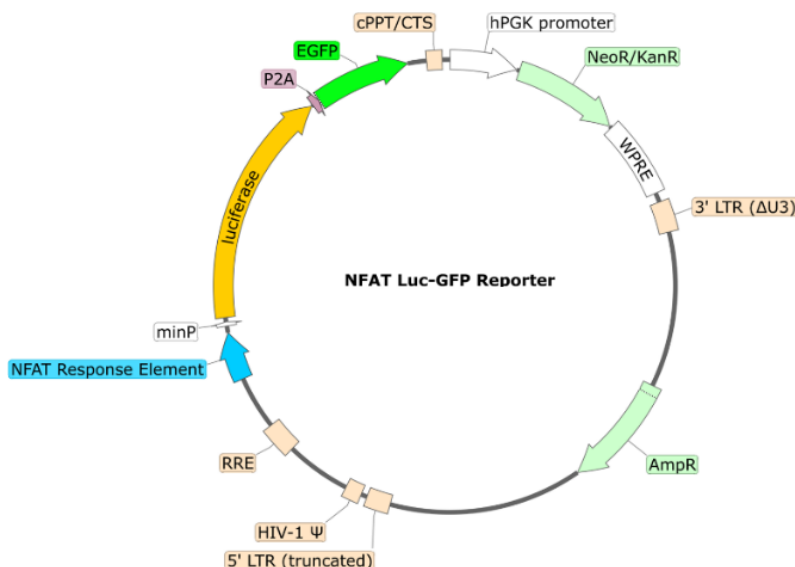 cPPT/CTS
hPGK promoter
EGFP
NeoR/KanR
P2A
WPRE
luciferase
3' LTR (ΔU3)
NFAT Luc-GFP Reporter
minP
NFAT Response Element
RRE
AmpR
HIV-1 Ψ
5' LTR (truncated)